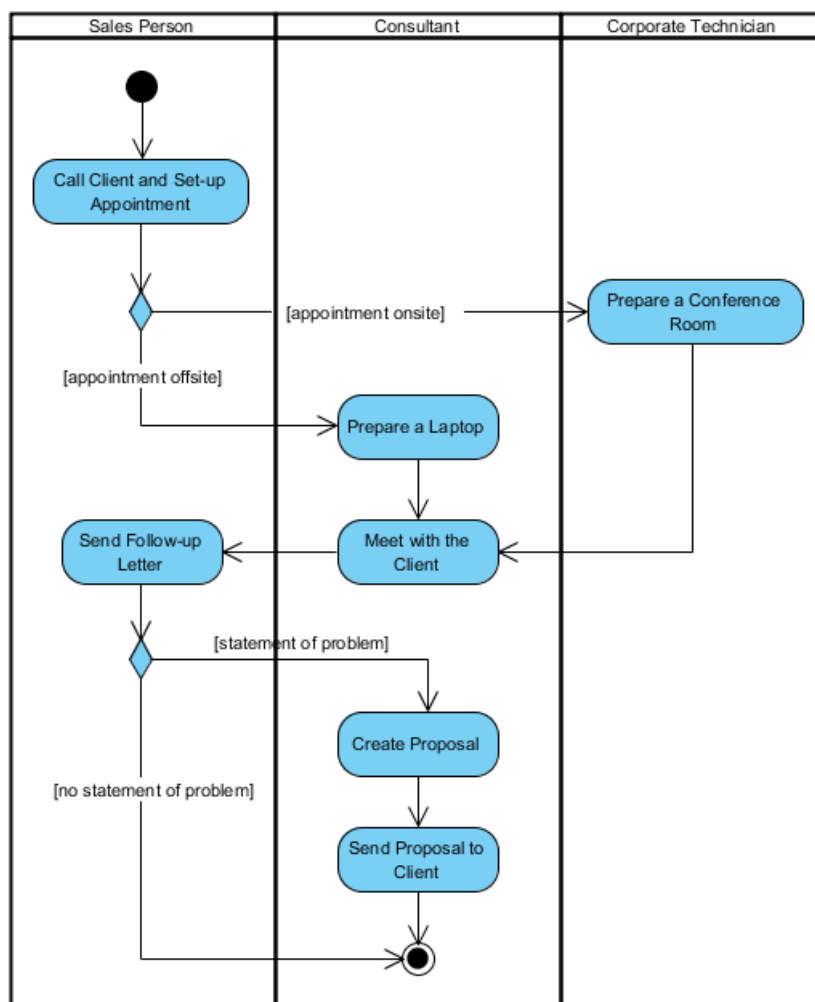 Sales Person
Consultant
Corporate Technician
Call Client and Set-up
Appointment
[appointment onsite]
Prepare a Conference
Room
[appointment offsite]
Prepare a Laptop
Send Follow-up
Letter
Meet with the
Client
[statement of problem]
Create Proposal
[no statement of problem]
Send Proposal to
Client